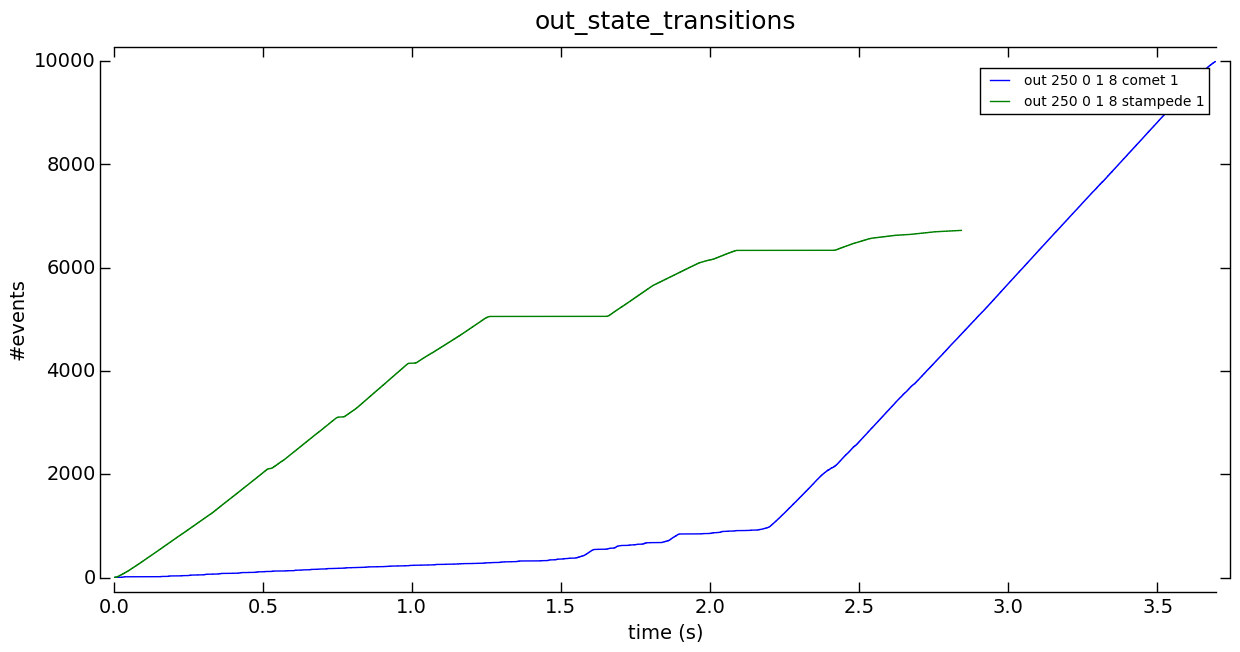 out_state_transitions
10000
8000
6000
4000
2000
0
#events
out 250 0 1 8 comet 1
out 250 0 1 8 stampede 1
0.0 0.5 1.0 1.5 2.0 2.5 3.0 3.5
time (s)